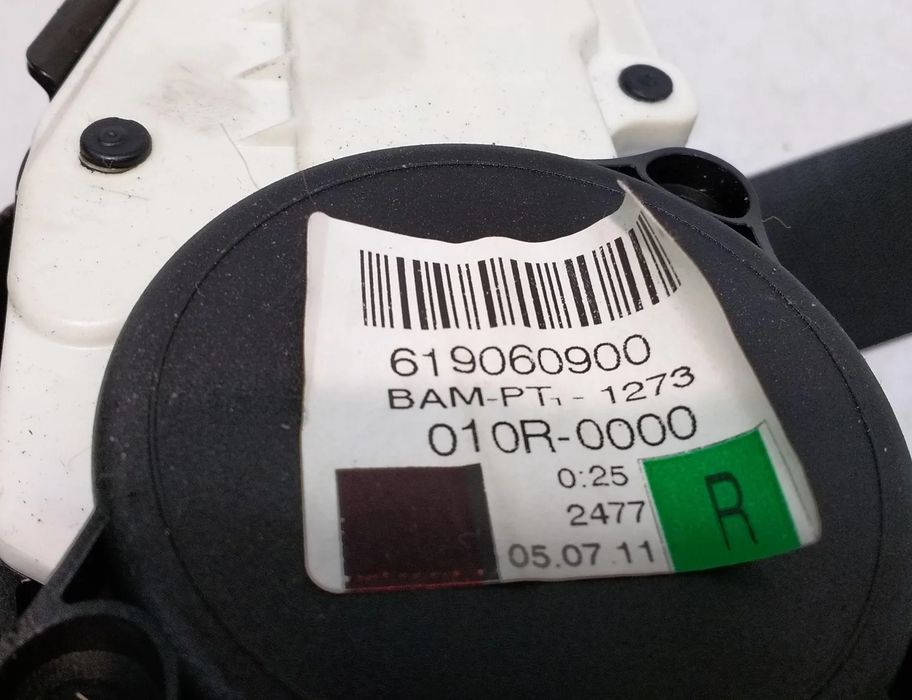 619060900
BAM-PT1 - 1273
010R-0000
0:25
2477
05.07.11
R